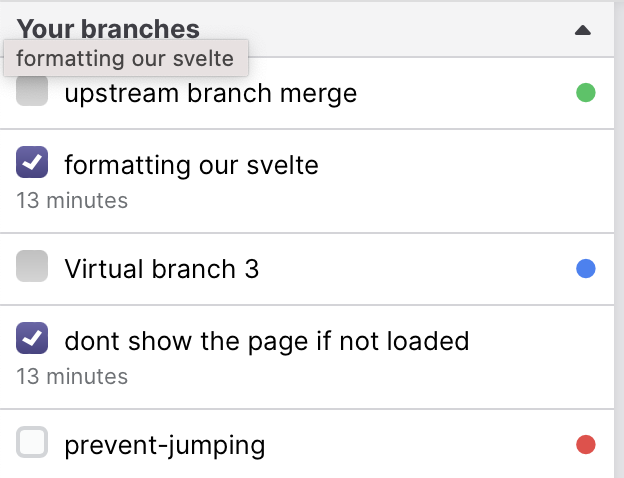 Your branches
formatting our svelte
upstream branch merge
formatting our svelte
13 minutes
Virtual branch 3
dont show the page if not loaded
13 minutes
prevent-jumping